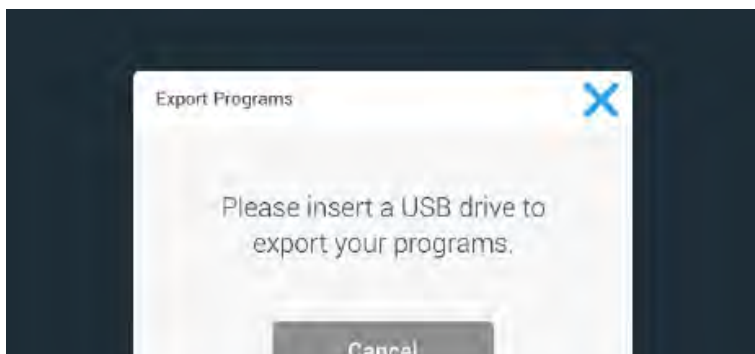 Export Programs
Please insert a USB drive to
export your programs.
Cancel